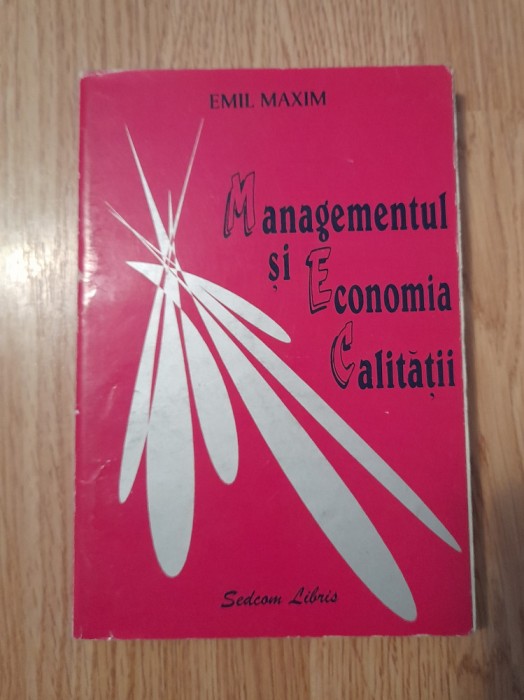 EMIL MAXIM
Managementul
și Economia
Calității
Sedcom Libris